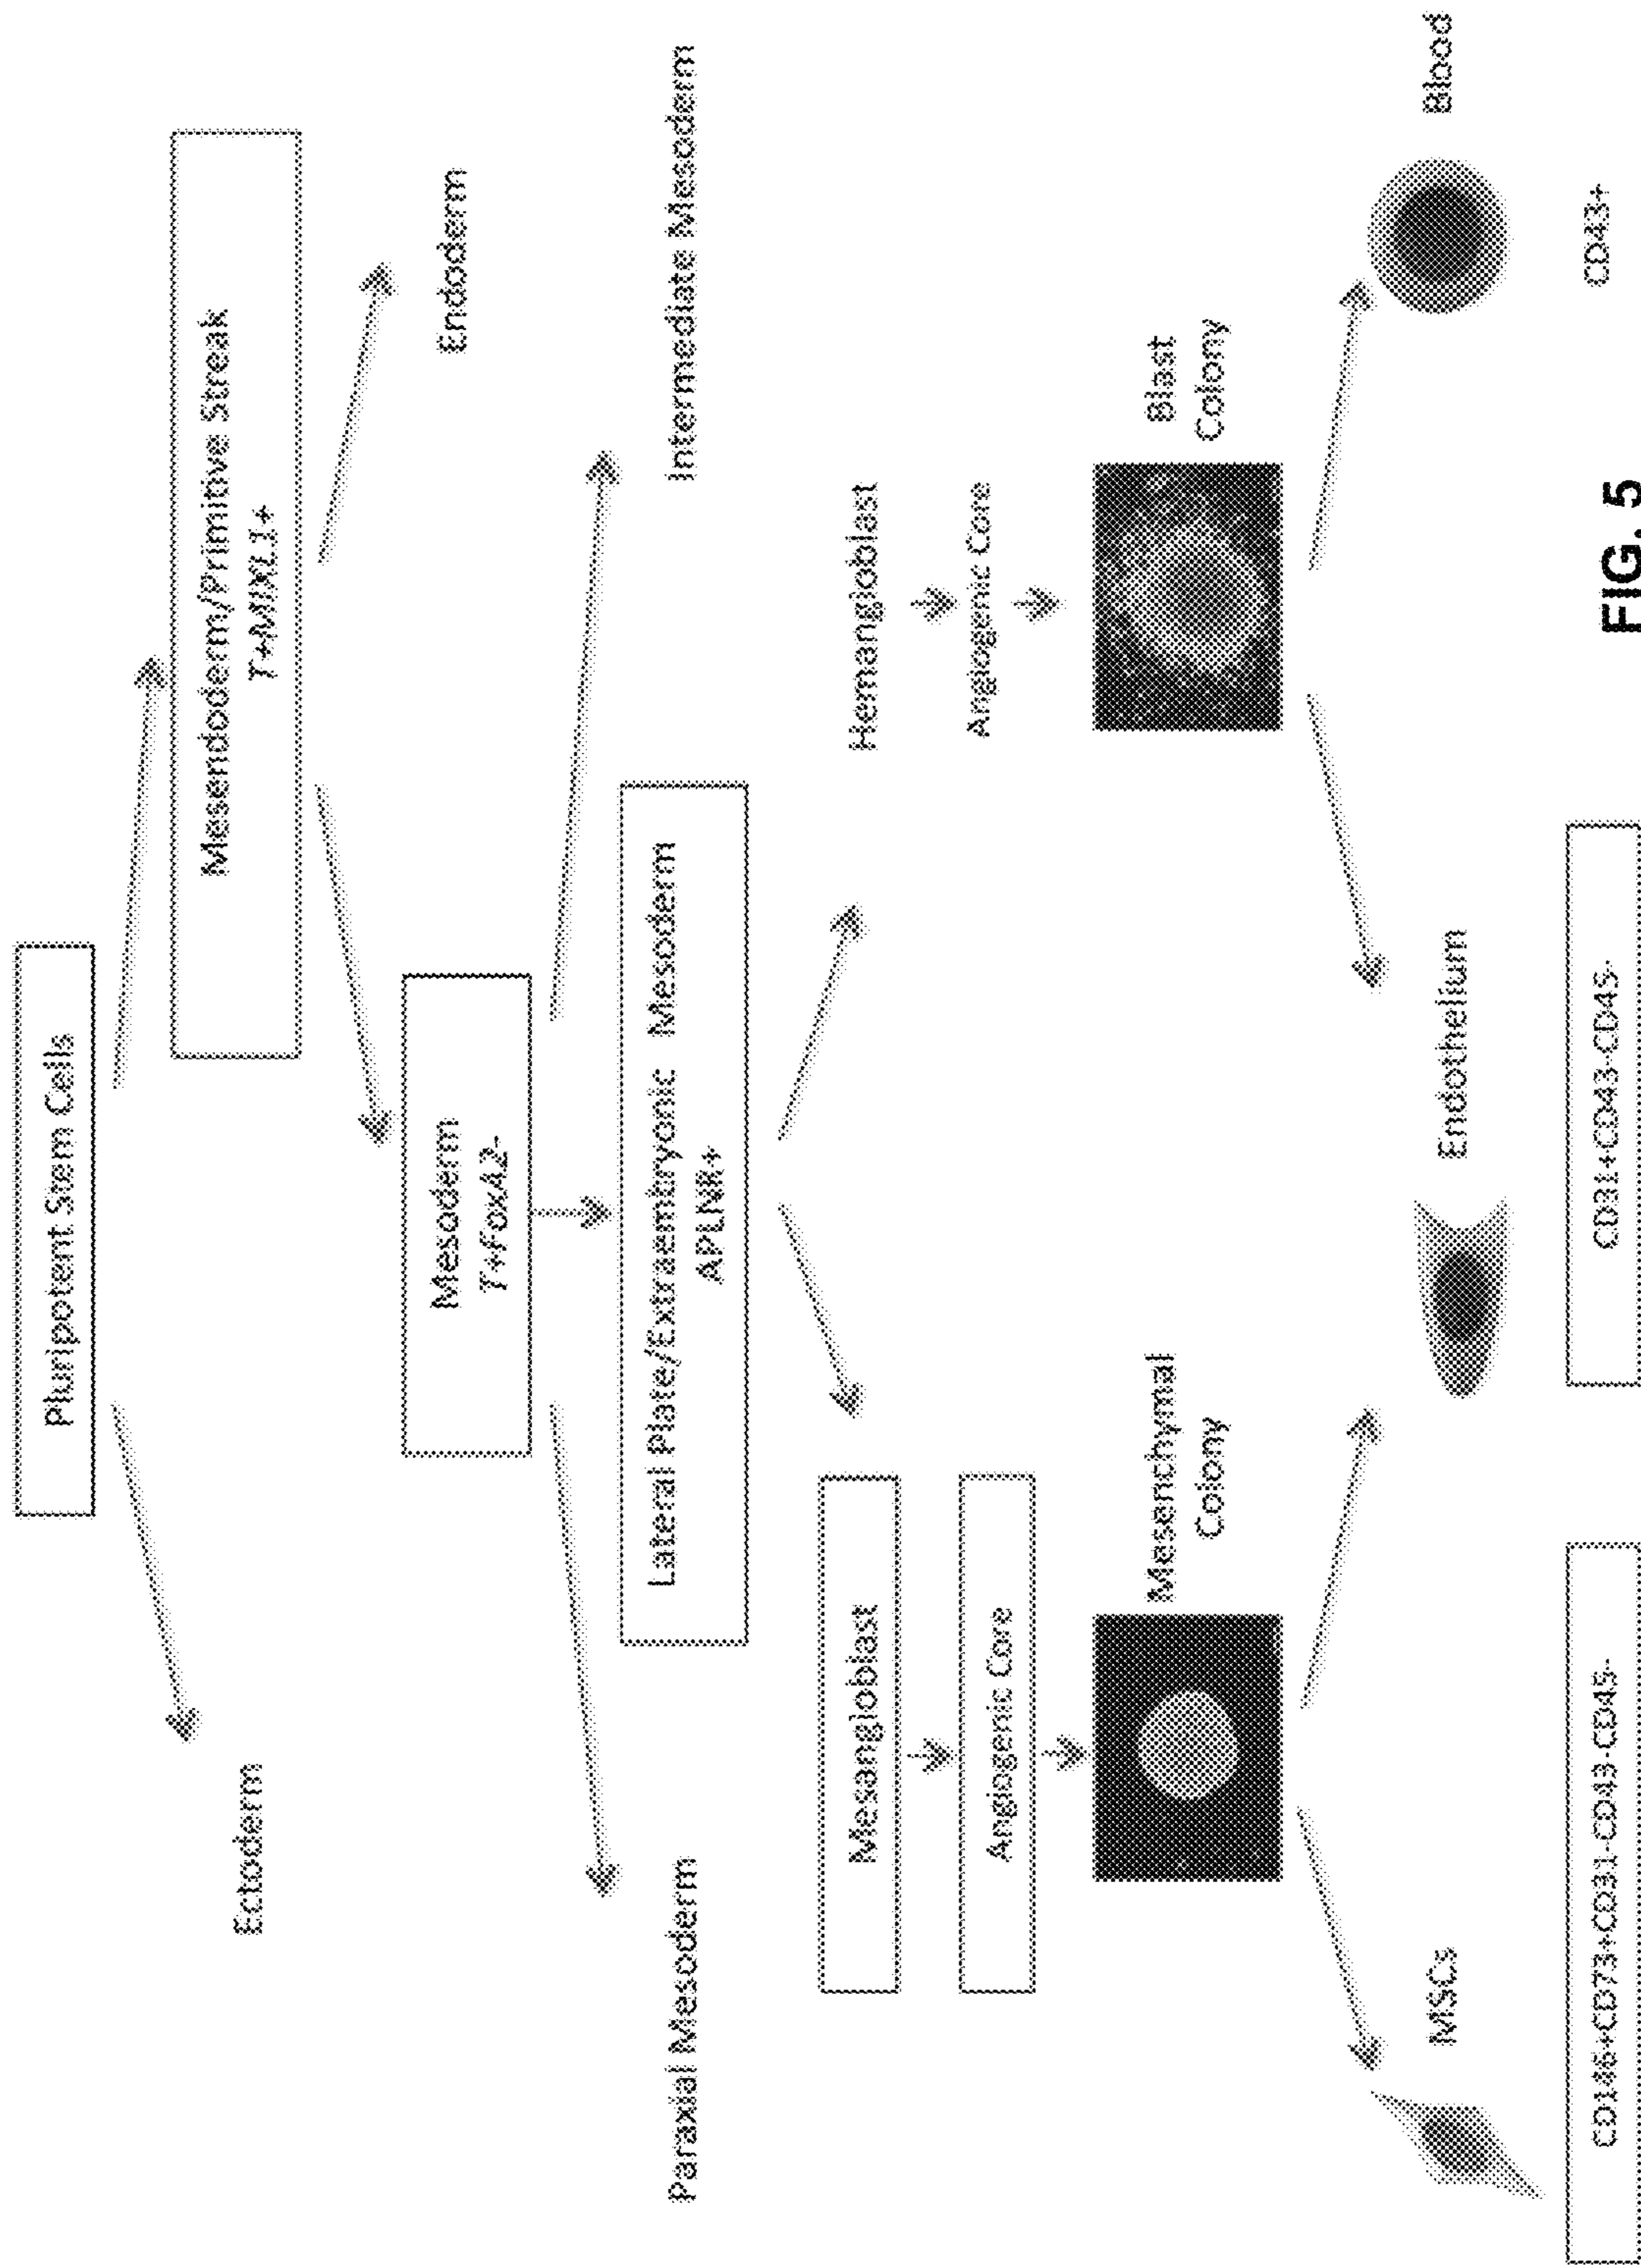 Pluripotent Stem Cells
Ectoderm
Mesendoderm/Primitive Streak
T+MIXL1+
Mesoderm
T+FoxA2-
Endoderm
Paraxial Mesoderm
Lateral Plate/Extraembryonic Mesoderm
APLNR+
Intermediate Mesoderm
Mesangioblast
Hemangioblast
Angiogenic Core
Angiogenic Core
Mesenchymal
Colony
Blast
Colony
MSCs
Endothelium
Blood
CD146+CD73+CD31-CD43-CD45-
CD31+CD43-CD45-
CD43+
FIG. 5